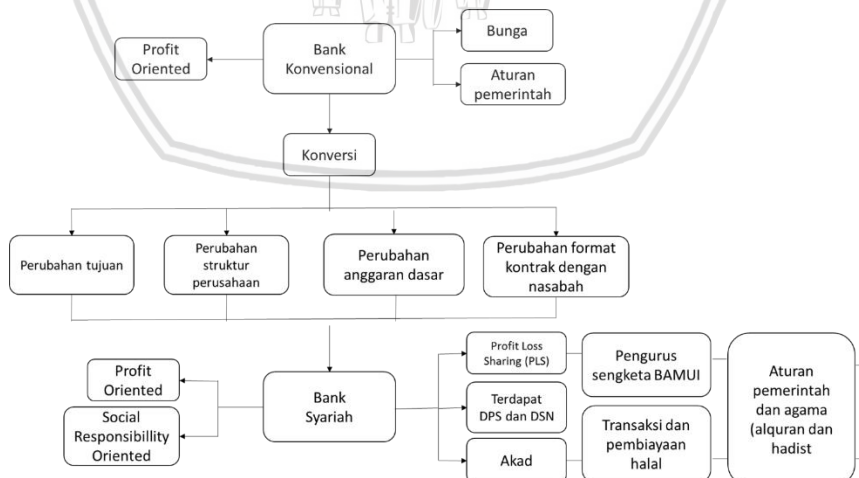 Profit
Oriented
Bank
Konvensional
Bunga
Aturan
pemerintah
Konversi
Perubahan tujuan
Perubahan
struktur
perusahaan
Perubahan
anggaran dasar
Perubahan format
kontrak dengan
nasabah
Profit
Oriented
Social
Responsibillity
Oriented
Bank
Syariah
Profit Loss
Sharing (PLS)
Terdapat
DPS dan DSN
Akad
Pengurus
sengketa BAMUI
Transaksi dan
pembiayaan
halal
Aturan
pemerintah
dan agama
(alquran dan
hadist